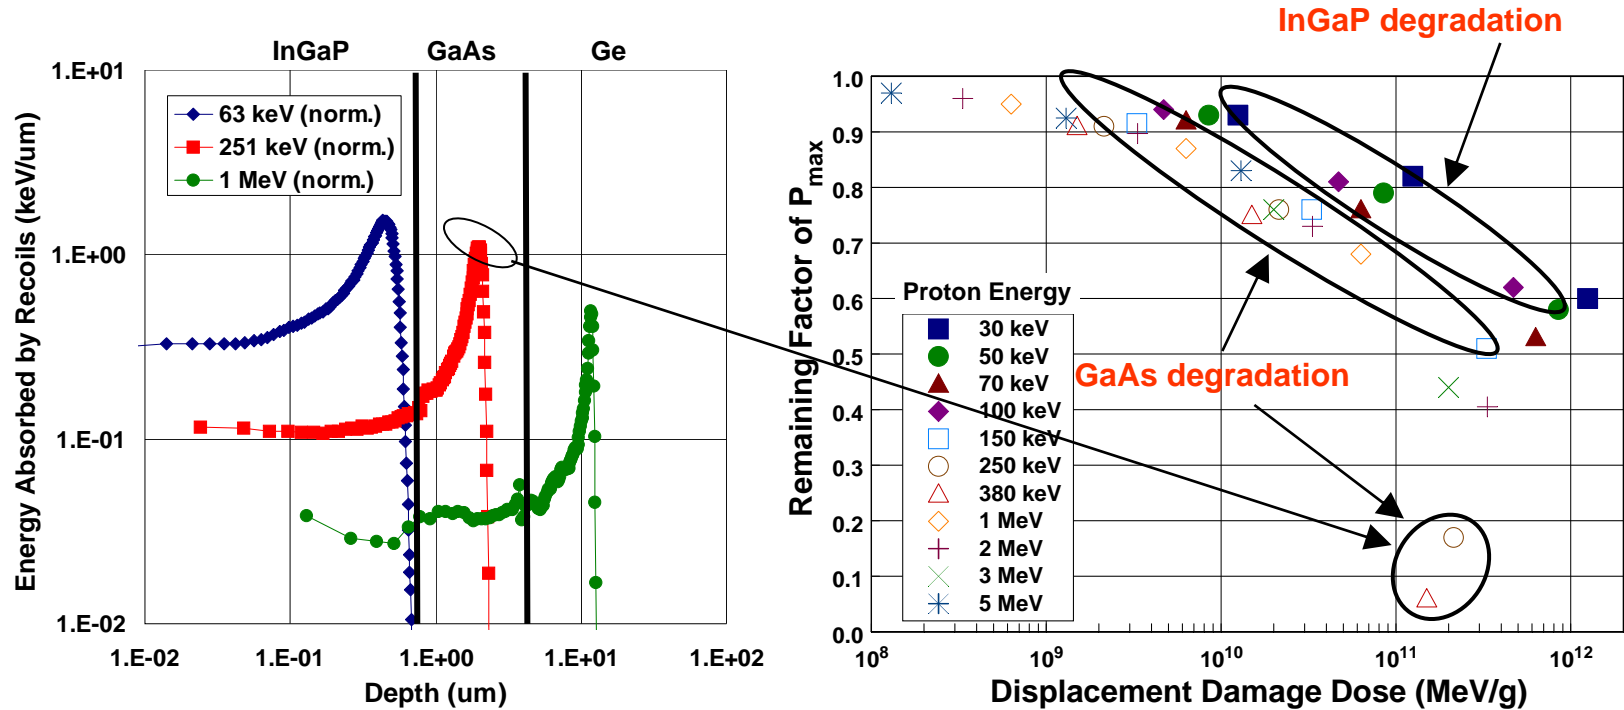 InGaP GaAs Ge
1.E+01
1.E+00
1.E-01
1.E-02
Energy Absorbed by Recoils (keV/um)
63 keV (norm.)
251 keV (norm.)
1 MeV (norm.)
1.E-02 1.E-01 1.E+00 1.E+01 1.E+02
Depth (um)
InGaP degradation
1.0
0.9
0.8
0.7
0.6
0.5
0.4
0.3
0.2
0.1
0.0
Remaining Factor of Pmax
Proton Energy
30 keV
50 keV
70 keV
100 keV
150 keV
250 keV
380 keV
1 MeV
2 MeV
3 MeV
5 MeV
GaAs degradation
10^8 10^9 10^10 10^11 10^12
Displacement Damage Dose (MeV/g)